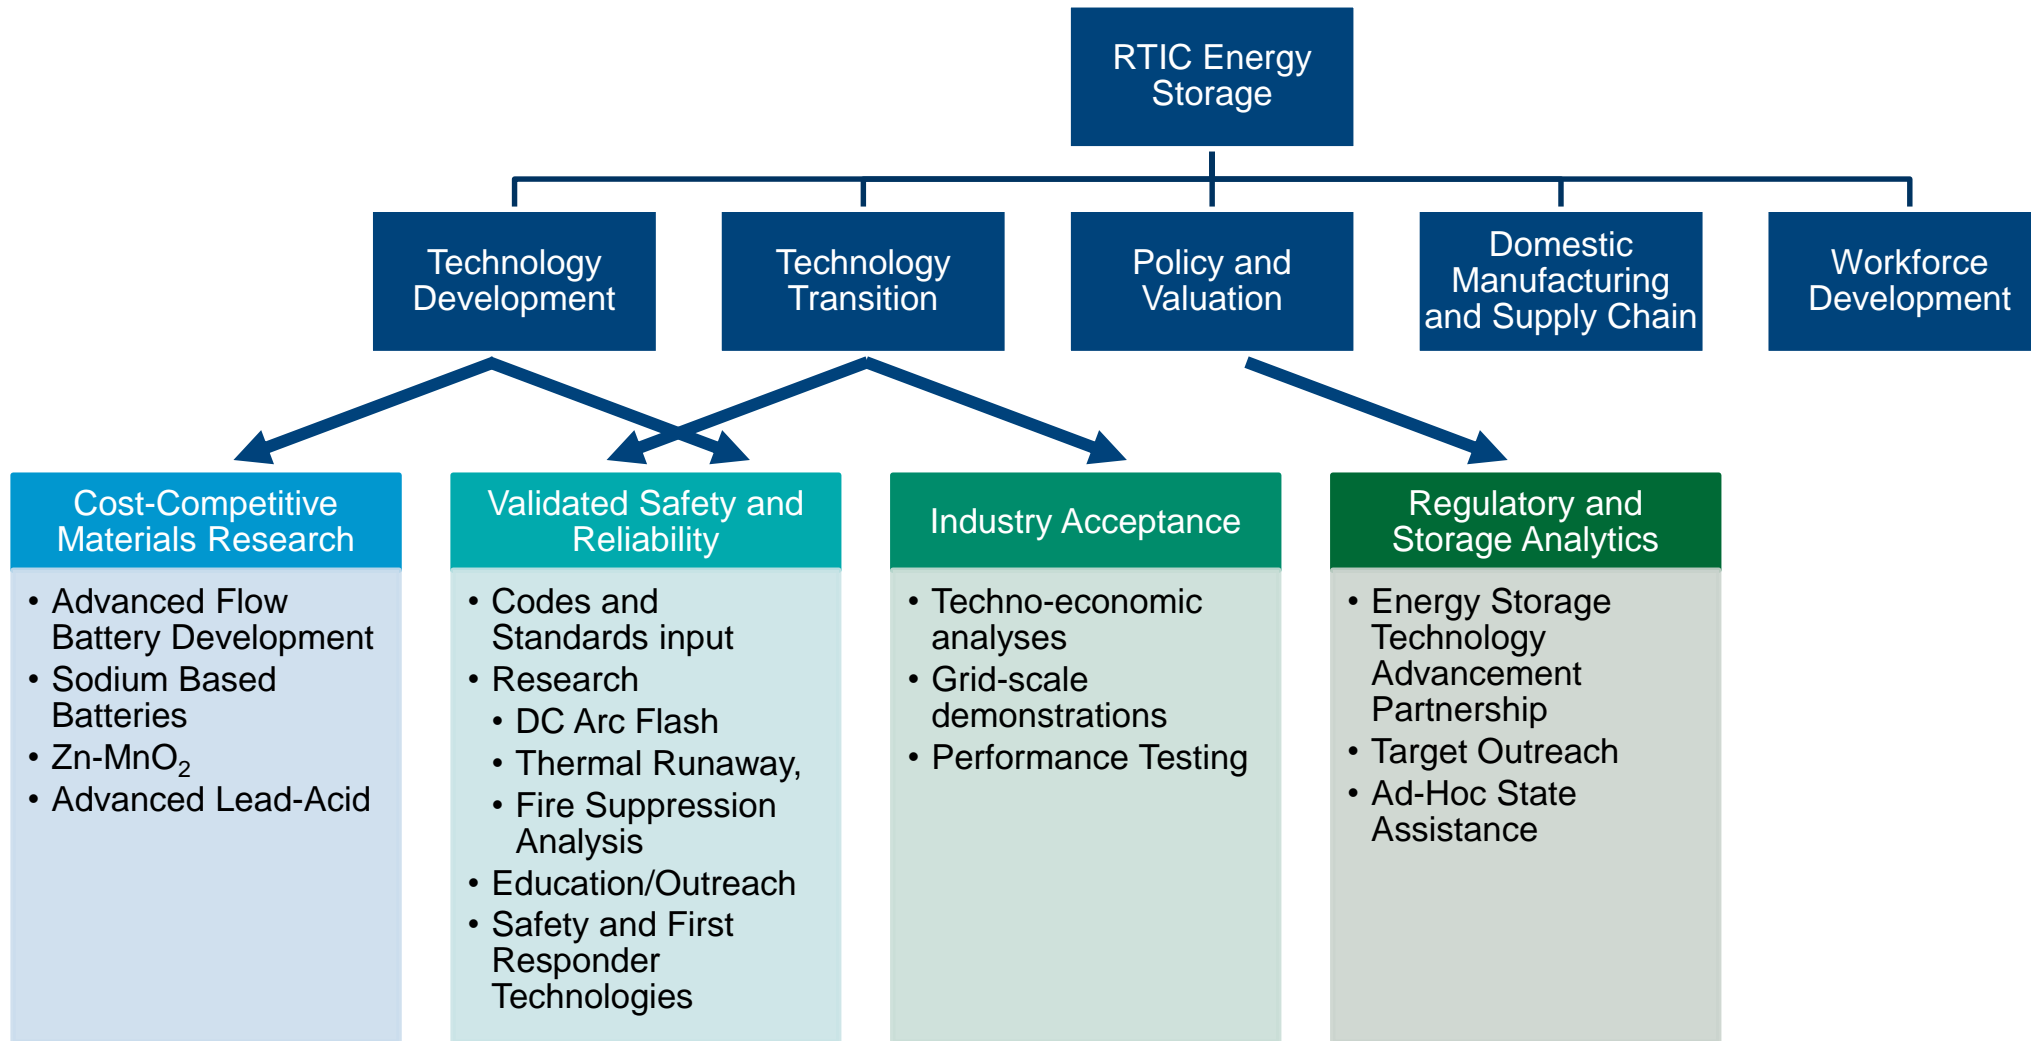 RTIC Energy
Storage
Technology
Development
Technology
Transition
Policy and
Valuation
Domestic
Manufacturing
and Supply Chain
Workforce
Development
Cost-Competitive
Materials Research
• Advanced Flow
Battery Development
• Sodium Based
Batteries
• Zn-MnO₂
• Advanced Lead-Acid
Validated Safety and
Reliability
• Codes and
Standards input
• Research
• DC Arc Flash
• Thermal Runaway,
• Fire Suppression
Analysis
• Education/Outreach
• Safety and First
Responder
Technologies
Industry Acceptance
• Techno-economic
analyses
• Grid-scale
demonstrations
• Performance Testing
Regulatory and
Storage Analytics
• Energy Storage
Technology
Advancement
Partnership
• Target Outreach
• Ad-Hoc State
Assistance